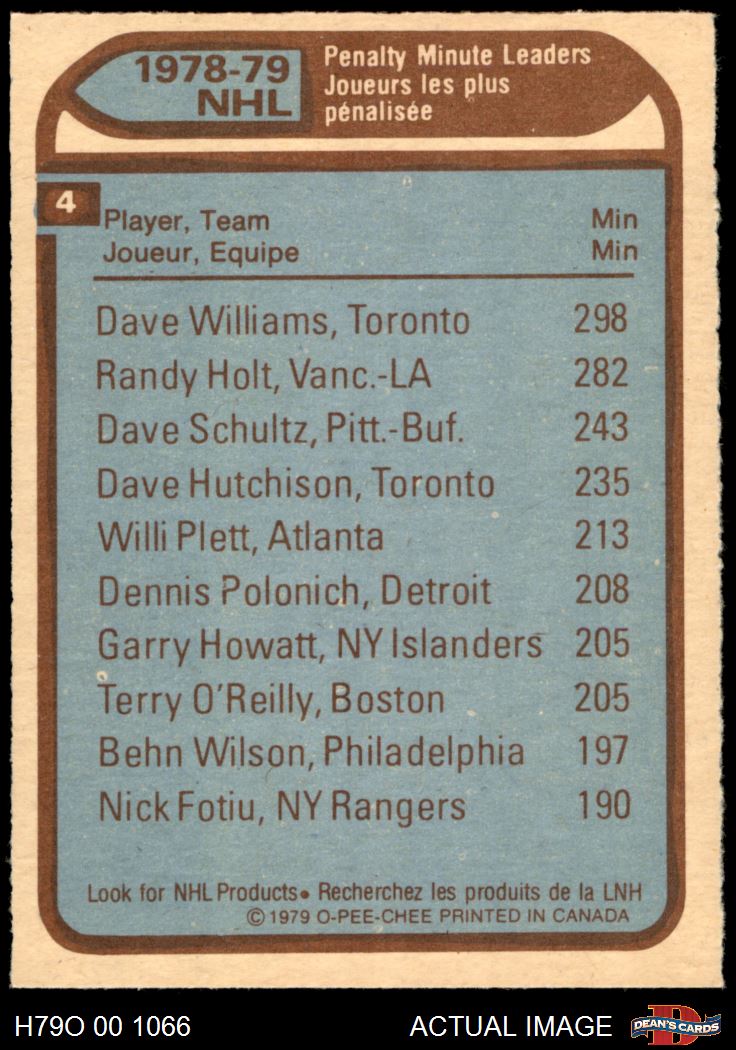 1978-79
NHL
Penalty Minute Leaders
Joueurs les plus
pénalisée
4
Player, Team Min
Joueur, Equipe Min
Dave Williams, Toronto 298
Randy Holt, Vanc.-LA 282
Dave Schultz, Pitt.-Buf. 243
Dave Hutchison, Toronto 235
Willi Plett, Atlanta 213
Dennis Polonich, Detroit 208
Garry Howatt, NY Islanders 205
Terry O'Reilly, Boston 205
Behn Wilson, Philadelphia 197
Nick Fotiu, NY Rangers 190
Look for NHL Products• Recherchez les produits de la LNH
© 1979 O-PEE-CHEE PRINTED IN CANADA
H79O 00 1066 ACTUAL IMAGE DEAN'S CARDS